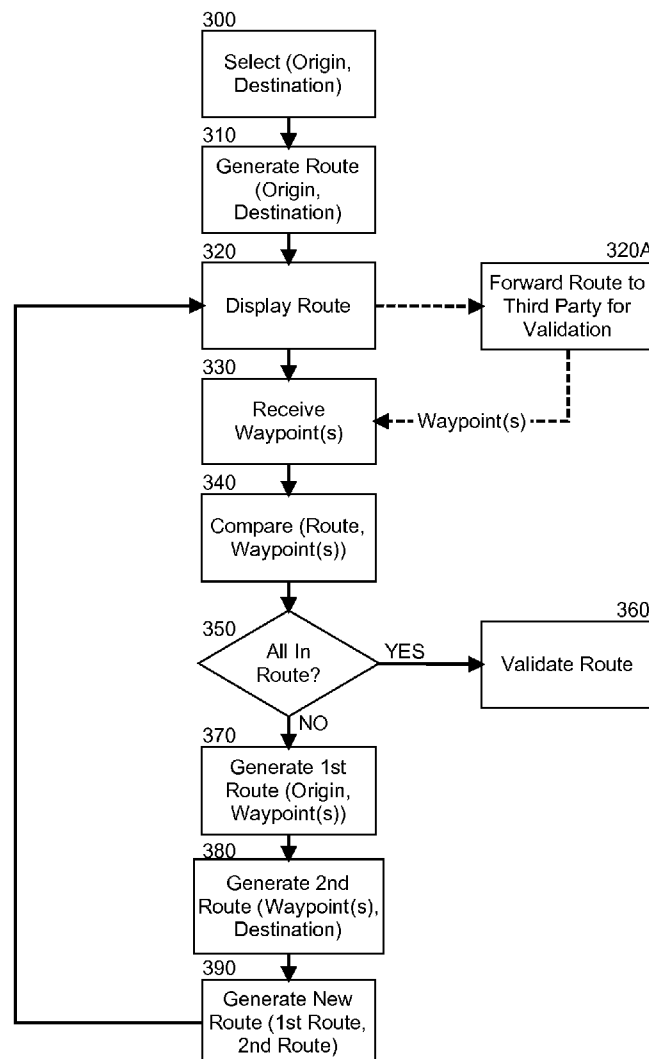 300
Select (Origin,
Destination)
310
Generate Route
(Origin,
Destination)
320
Display Route
320A
Forward Route to
Third Party for
Validation
330
Receive
Waypoint(s)
Waypoint(s)
340
Compare (Route,
Waypoint(s))
350
All In
Route?
YES
360
Validate Route
NO
370
Generate 1st
Route (Origin,
Waypoint(s))
380
Generate 2nd
Route (Waypoint(s),
Destination)
390
Generate New
Route (1st Route,
2nd Route)